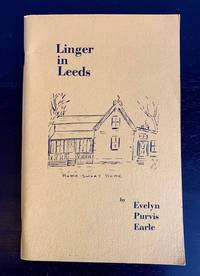 Linger
in
Leeds
Home Sweet Home
by
Evelyn
Purvis
Earle